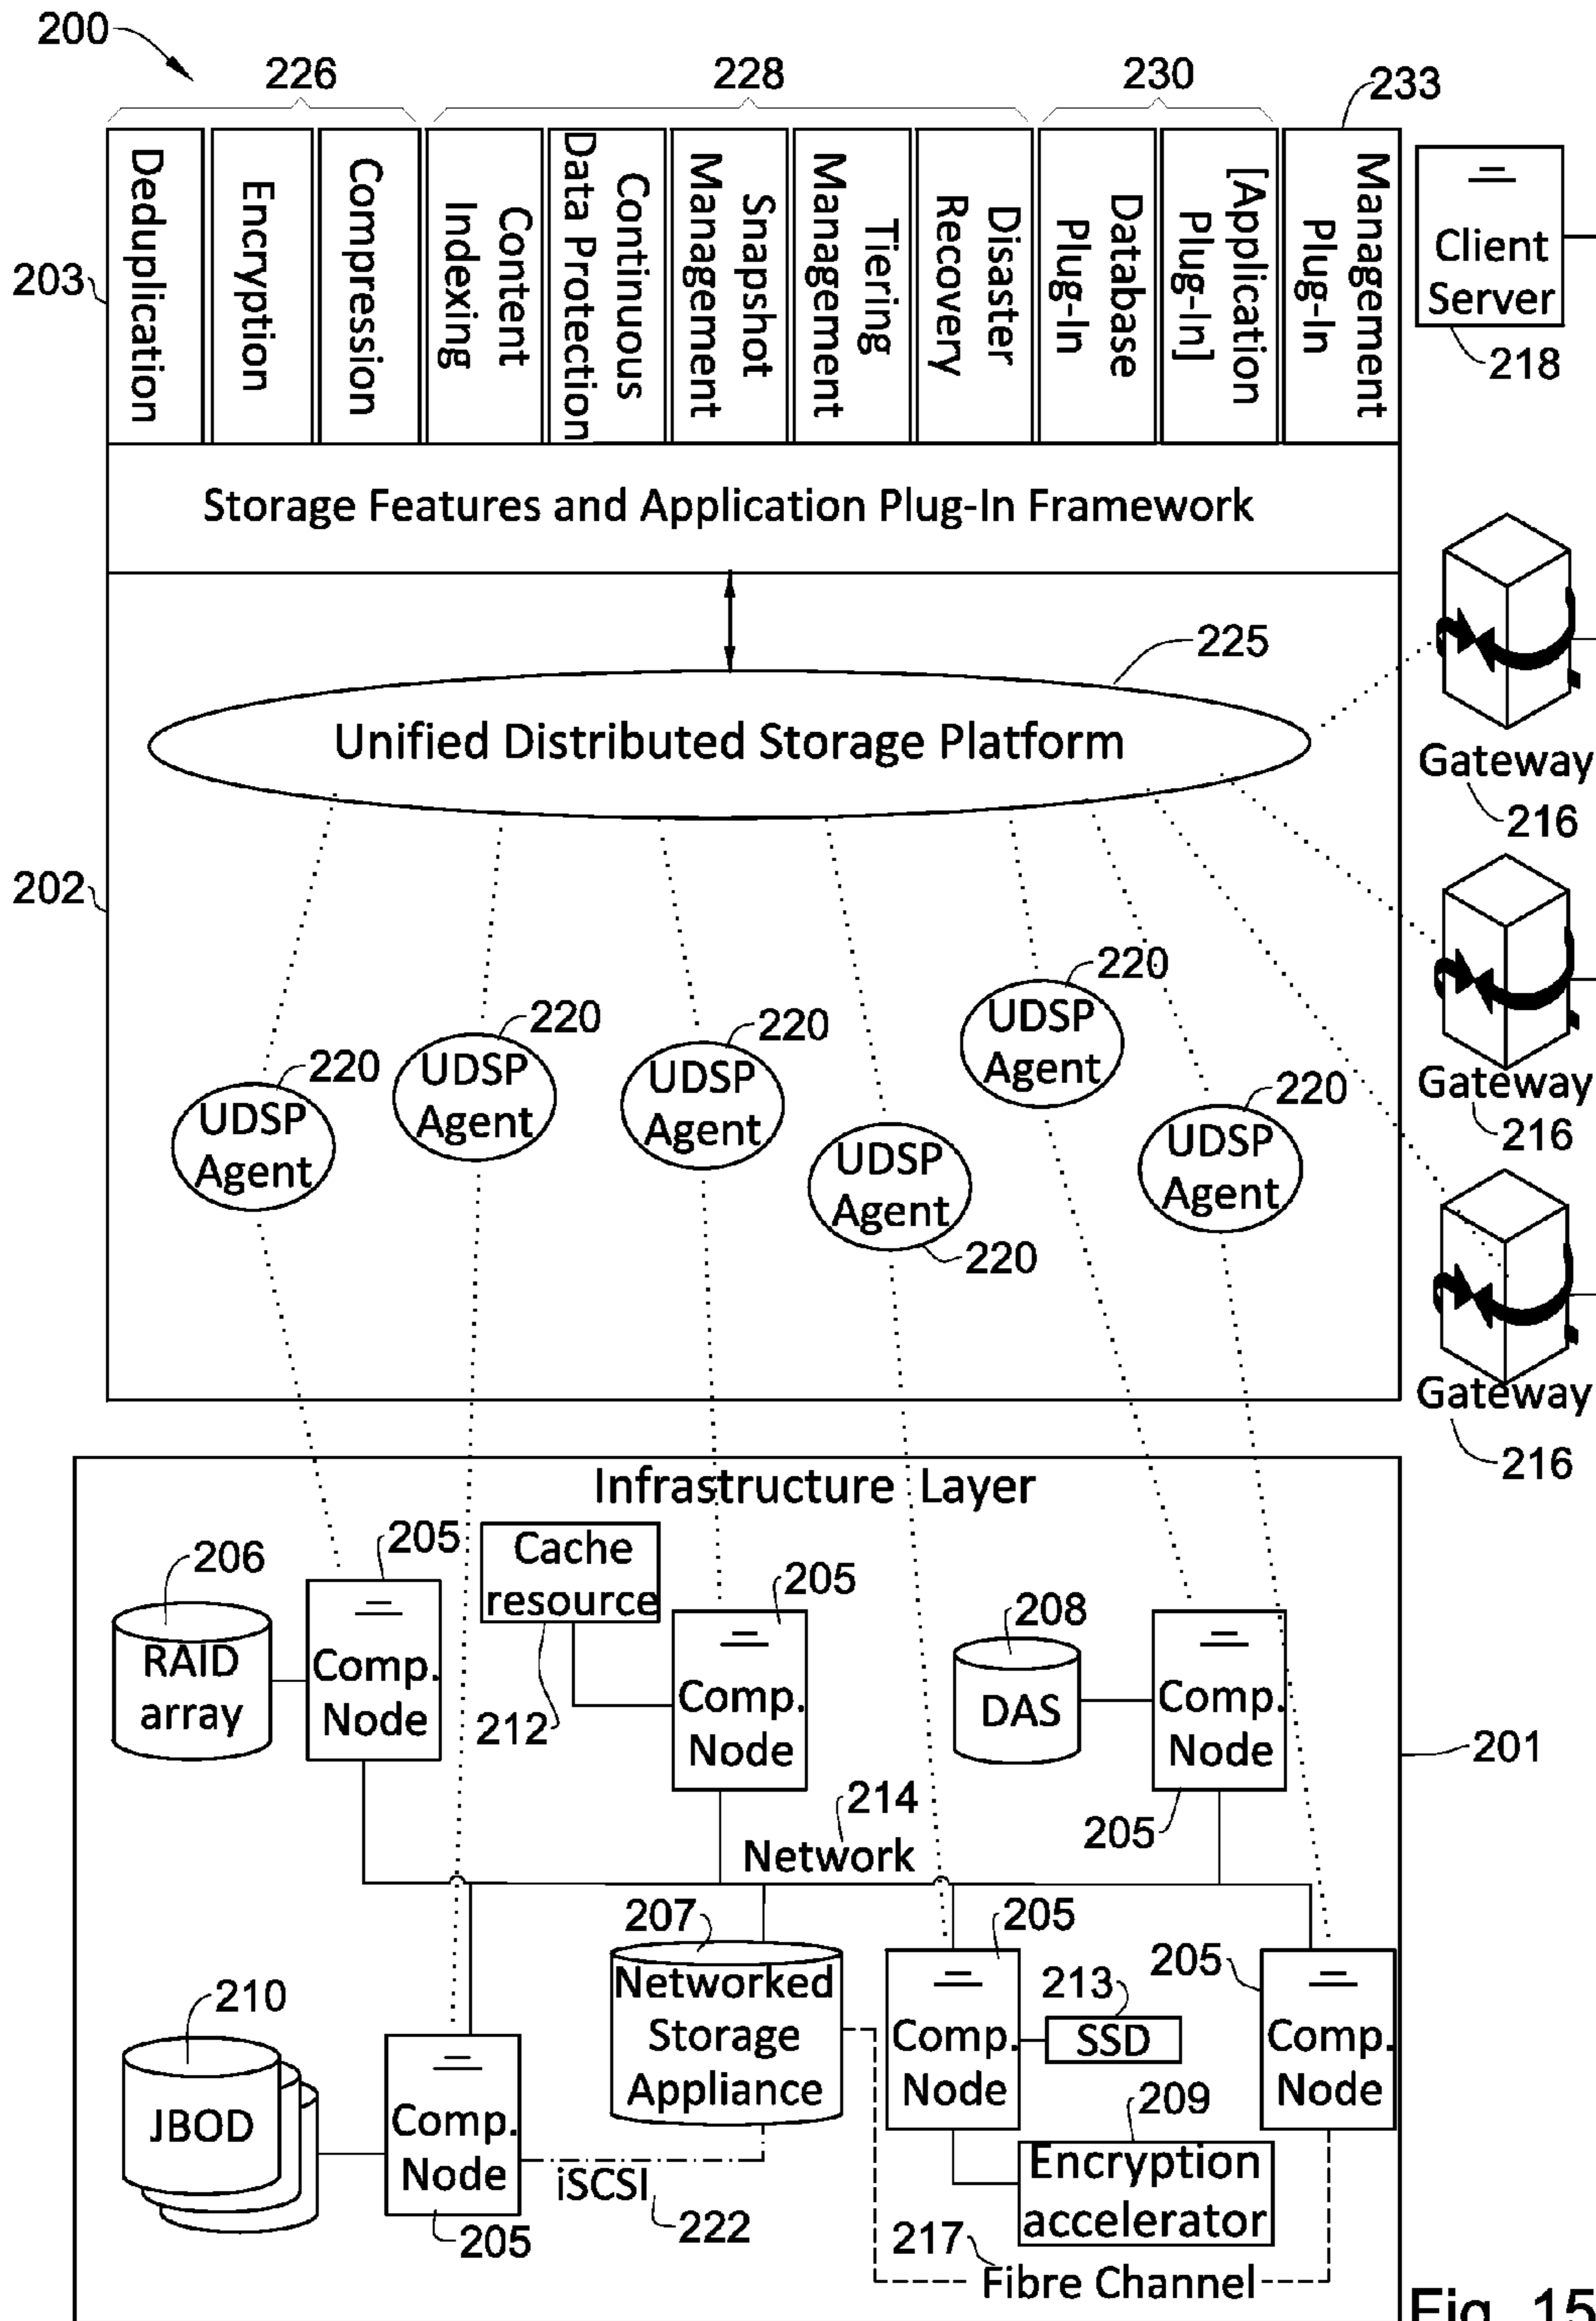 200
226
228
230
233
203
Deduplication
Encryption
Compression
Content
Indexing
Continuous
Data Protection
Snapshot
Management
Tiering
Management
Disaster
Recovery
Database
Plug-In
[Application
Plug-In]
Management
Plug-In
Client
Server
218
Storage Features and Application Plug-In Framework
225
Unified Distributed Storage Platform
Gateway
216
202
220
UDSP
Agent
220
UDSP
Agent
220
UDSP
Agent
220
UDSP
Agent
220
UDSP
Agent
220
UDSP
Agent
Gateway
216
Gateway
216
Infrastructure Layer
206
RAID
array
205
Comp.
Node
Cache
resource
212
205
Comp.
Node
208
DAS
Comp.
Node
205
201
214
Network
210
JBOD
Comp.
Node
205
207
Networked
Storage
Appliance
iSCSI
222
205
Comp.
Node
213
SSD
209
Encryption
accelerator
205
Comp.
Node
217
Fibre Channel
Fig. 15